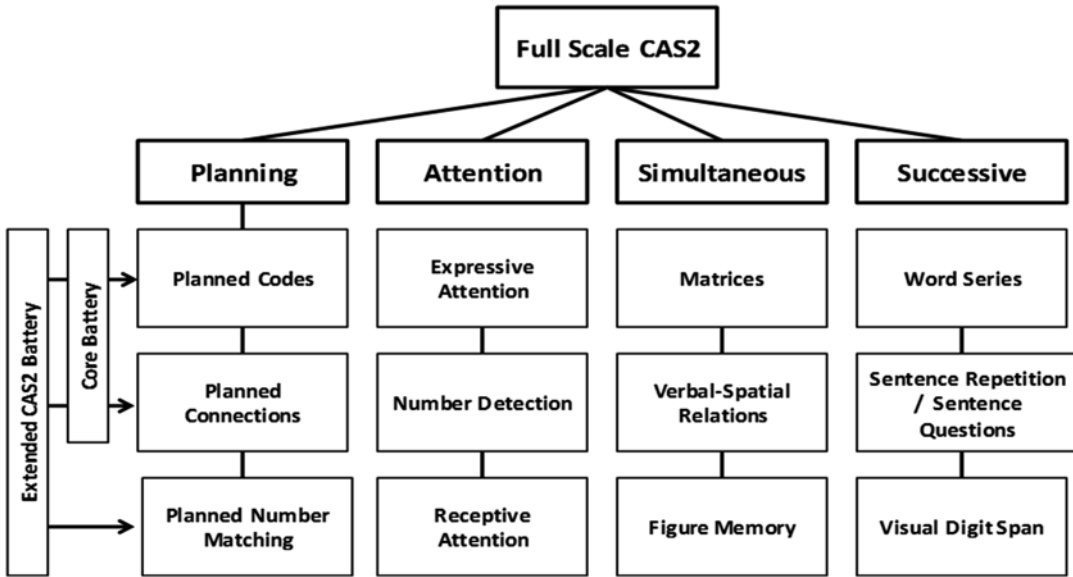 Full Scale CAS2
Planning
Attention
Simultaneous
Successive
Extended CAS2 Battery
Core Battery
Planned Codes
Expressive
Attention
Matrices
Word Series
Planned
Connections
Number Detection
Verbal-Spatial
Relations
Sentence Repetition
/ Sentence
Questions
Planned Number
Matching
Receptive
Attention
Figure Memory
Visual Digit Span